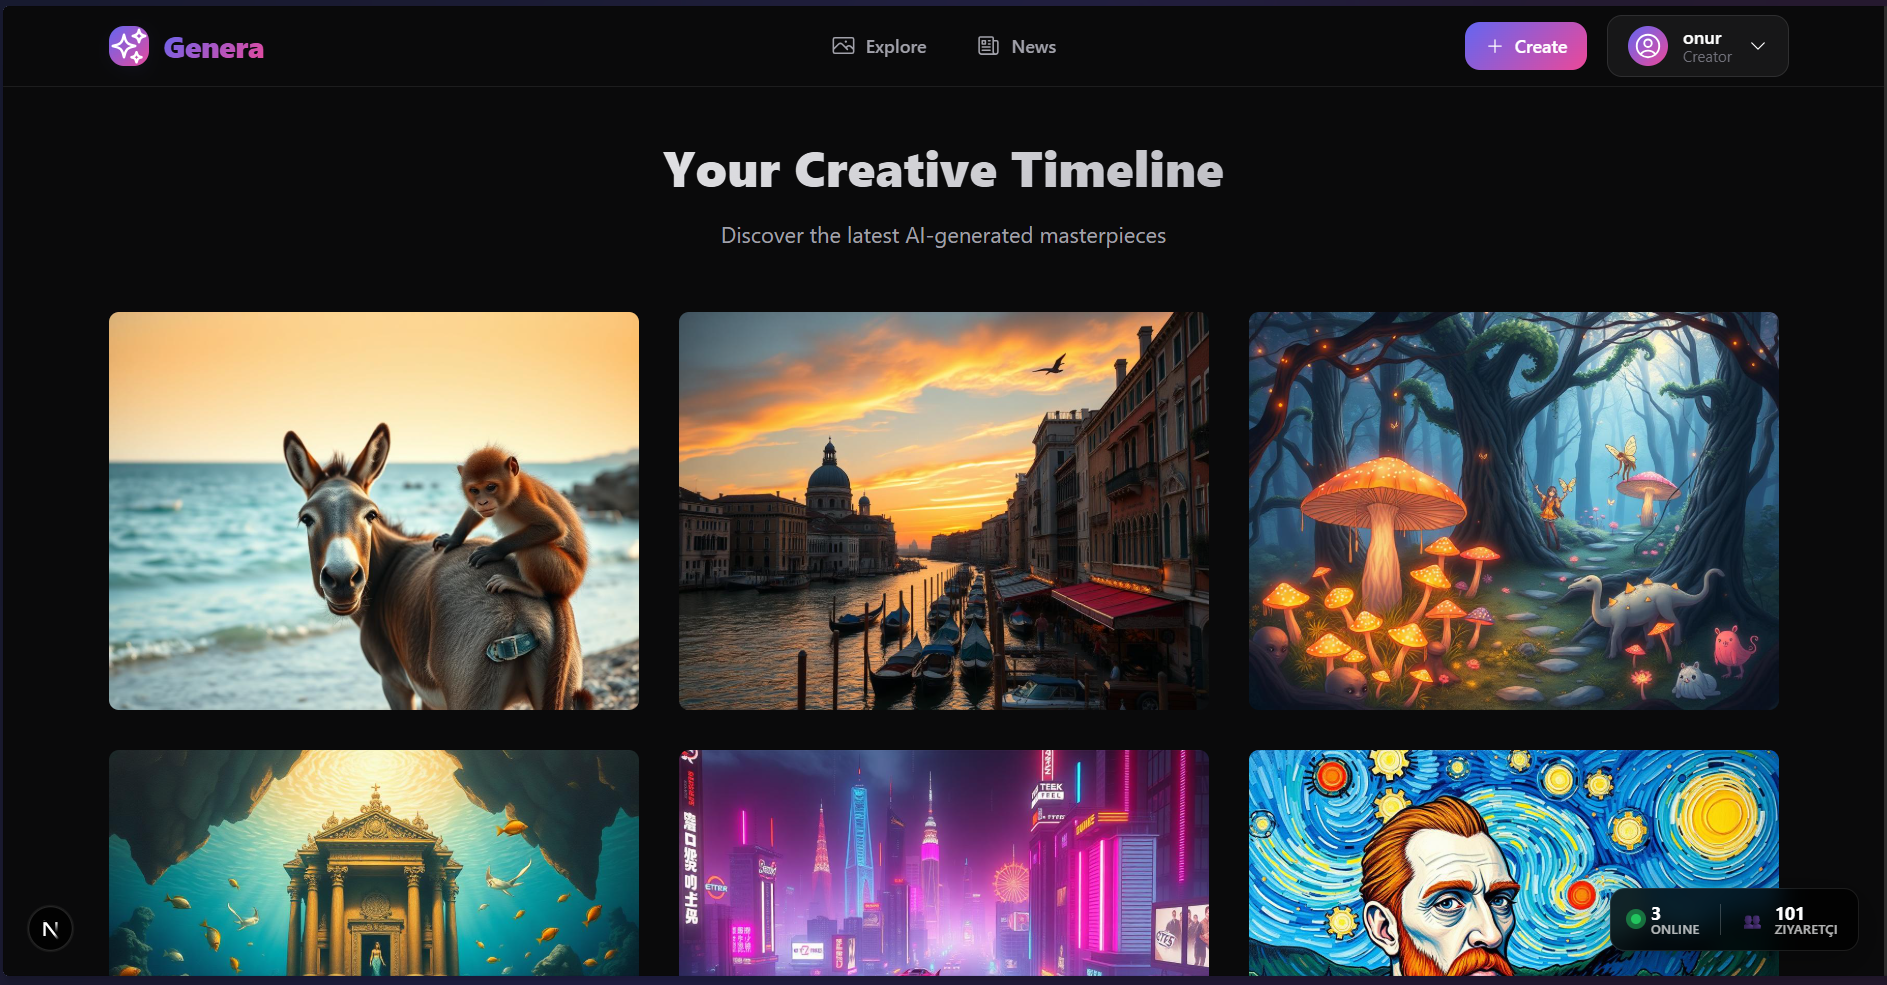 Genera
Explore
News
+ Create
onur
Creator
Your Creative Timeline
Discover the latest AI-generated masterpieces
TEEK
N
3
ONLINE
101
ZIYARETÇI